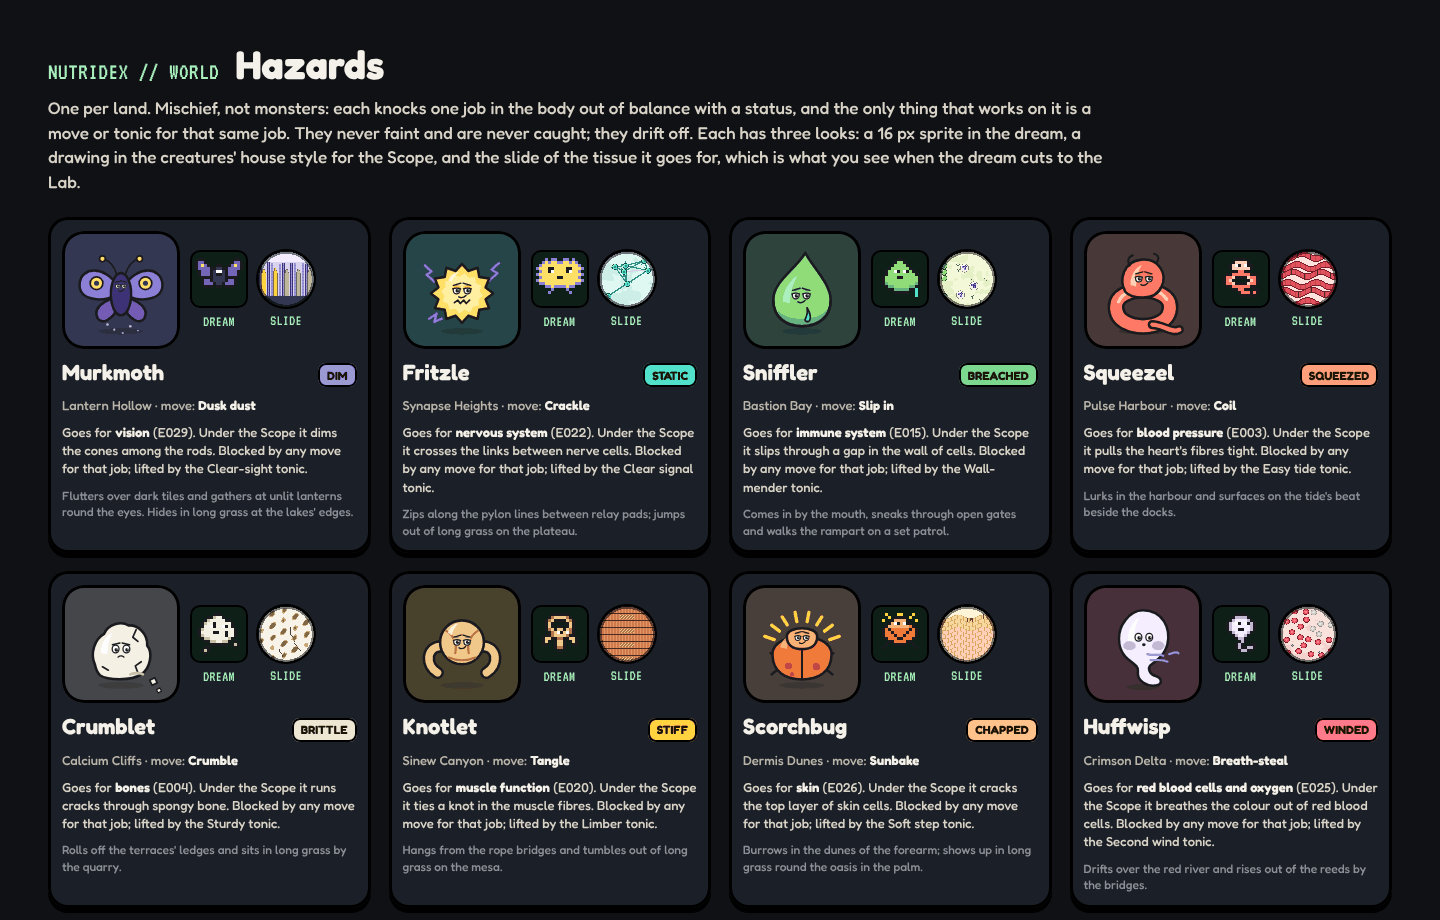 NUTRIDEX // WORLD Hazards
One per land. Mischief, not monsters: each knocks one job in the body out of balance with a status, and the only thing that works on it is a
move or tonic for that same job. They never faint and are never caught; they drift off. Each has three looks: a 16 px sprite in the dream, a
drawing in the creatures' house style for the Scope, and the slide of the tissue it goes for, which is what you see when the dream cuts to the
Lab.
DREAM SLIDE
Murkmoth DIM
Lantern Hollow · move: Dusk dust
Goes for vision (E029). Under the Scope it dims
the cones among the rods. Blocked by any move
for that job; lifted by the Clear-sight tonic.
Flutters over dark tiles and gathers at unlit lanterns
round the eyes. Hides in long grass at the lakes' edges.
DREAM SLIDE
Fritzle STATIC
Synapse Heights · move: Crackle
Goes for nervous system (E022). Under the Scope
it crosses the links between nerve cells. Blocked
by any move for that job; lifted by the Clear signal
tonic.
Zips along the pylon lines between relay pads; jumps
out of long grass on the plateau.
DREAM SLIDE
Sniffler BREACHED
Bastion Bay · move: Slip in
Goes for immune system (E015). Under the Scope
it slips through a gap in the wall of cells. Blocked
by any move for that job; lifted by the Wall-
mender tonic.
Comes in by the mouth, sneaks through open gates
and walks the rampart on a set patrol.
DREAM SLIDE
Squeezel SQUEEZED
Pulse Harbour · move: Coil
Goes for blood pressure (E003). Under the Scope
it pulls the heart's fibres tight. Blocked by any
move for that job; lifted by the Easy tide tonic.
Lurks in the harbour and surfaces on the tide's beat
beside the docks.
DREAM SLIDE
Crumblet BRITTLE
Calcium Cliffs · move: Crumble
Goes for bones (E004). Under the Scope it runs
cracks through spongy bone. Blocked by any move
for that job; lifted by the Sturdy tonic.
Rolls off the terraces' ledges and sits in long grass by
the quarry.
DREAM SLIDE
Knotlet STIFF
Sinew Canyon · move: Tangle
Goes for muscle function (E020). Under the Scope
it ties a knot in the muscle fibres. Blocked by any
move for that job; lifted by the Limber tonic.
Hangs from the rope bridges and tumbles out of long
grass on the mesa.
DREAM SLIDE
Scorchbug CHAPPED
Dermis Dunes · move: Sunbake
Goes for skin (E026). Under the Scope it cracks
the top layer of skin cells. Blocked by any move
for that job; lifted by the Soft step tonic.
Burrows in the dunes of the forearm; shows up in long
grass round the oasis in the palm.
DREAM SLIDE
Huffwisp WINDED
Crimson Delta · move: Breath-steal
Goes for red blood cells and oxygen (E025). Under
the Scope it breathes the colour out of red blood
cells. Blocked by any move for that job; lifted by
the Second wind tonic.
Drifts over the red river and rises out of the reeds by
the bridges.